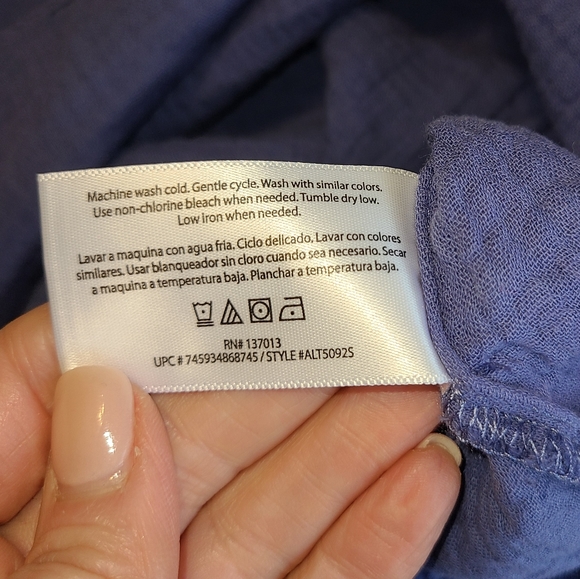 Machine wash cold. Gentle cycle. Wash with similar colors.
Use non-chlorine bleach when needed. Tumble dry low.
Low iron when needed.
Lavar a maquina con agua fria. Ciclo delicado, Lavar con colores
similares. Usar blanqueador sin cloro cuando sea necesario. Secar
a maquina a temperatura baja. Planchar a temperatura baja.
RN# 137013
UPC # 745934868745 / STYLE #ALT5092S